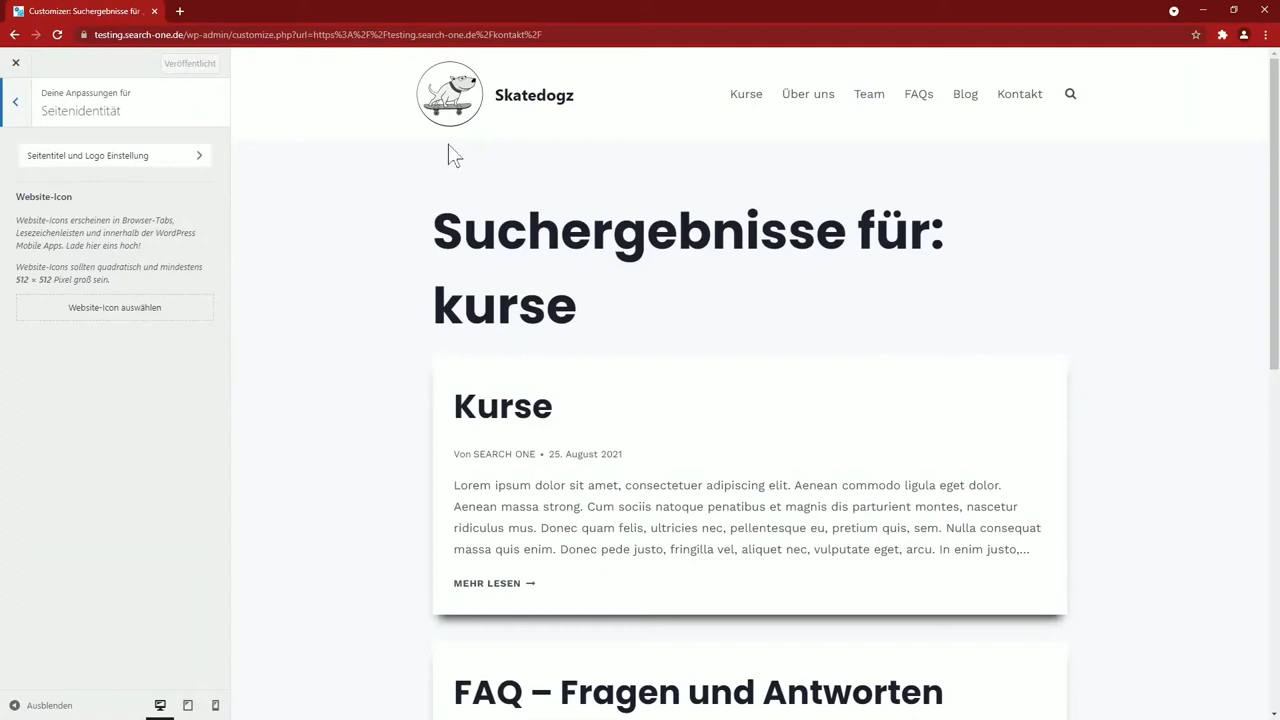 Customizer: Suchergebnisse für
testing.search-one.de/wp-admin/customize.php?url=https%3A%2F%2Ftesting.search-one.de%2Fkontakt%2F
Veröffentlicht
Deine Anpassungen für
Seitenidentität
Seitentitel und Logo Einstellung
Website-Icon
Website-Icons erscheinen in Browser-Tabs,
Lesezeichenleisten und innerhalb der WordPress
Mobile Apps. Lade hier eins hoch!
Website-Icons sollten quadratisch und mindestens
512 × 512 Pixel groß sein.
Website-Icon auswählen
Ausblenden
Skatedogz
Kurse Über uns Team FAQs Blog Kontakt
Suchergebnisse für:
kurse
Kurse
Von SEARCH ONE • 25. August 2021
Lorem ipsum dolor sit amet, consectetuer adipiscing elit. Aenean commodo ligula eget dolor.
Aenean massa strong. Cum sociis natoque penatibus et magnis dis parturient montes, nascetur
ridiculus mus. Donec quam felis, ultricies nec, pellentesque eu, pretium quis, sem. Nulla consequat
massa quis enim. Donec pede justo, fringilla vel, aliquet nec, vulputate eget, arcu. In enim justo,...
MEHR LESEN →
FAQ – Fragen und Antworten